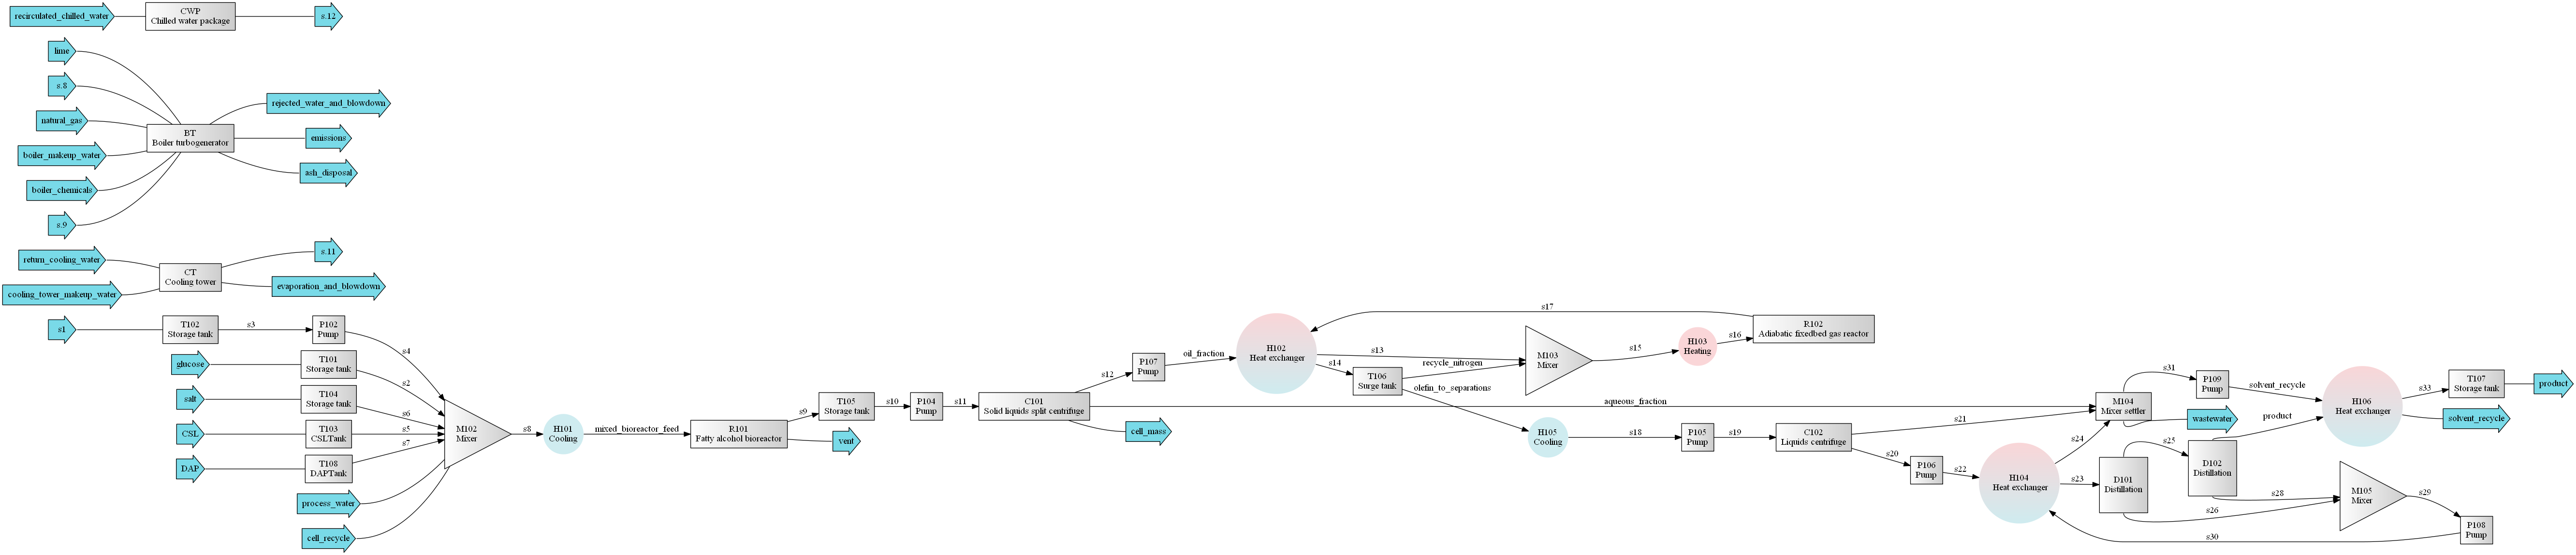 recirculated_chilled_water
CWP
Chilled water package
s.12
lime
s.8
natural_gas
boiler_makeup_water
boiler_chemicals
s.9
BT
Boiler turbogenerator
rejected_water_and_blowdown
emissions
ash_disposal
return_cooling_water
cooling_tower_makeup_water
CT
Cooling tower
s.11
evaporation_and_blowdown
s1
T102
Storage tank
s3
P102
Pump
s4
glucose
T101
Storage tank
s2
salt
T104
Storage tank
s6
CSL
T103
CSLTank
s5
DAP
T108
DAPTank
s7
process_water
cell_recycle
M102
Mixer
s8
H101
Cooling
mixed_bioreactor_feed
R101
Fatty alcohol bioreactor
s9
vent
T105
Storage tank
s10
P104
Pump
s11
C101
Solid liquids split centrifuge
s12
aqueous_fraction
cell_mass
P107
Pump
oil_fraction
H102
Heat exchanger
s13
s14
T106
Surge tank
recycle_nitrogen
olefin_to_separations
M103
Mixer
s15
H103
Heating
s16
R102
Adiabatic fixedbed gas reactor
s17
H105
Cooling
s18
P105
Pump
s19
C102
Liquids centrifuge
s21
s20
P106
Pump
s22
H104
Heat exchanger
s24
s23
M104
Mixer settler
s31
wastewater
D101
Distillation
s25
s26
D102
Distillation
product
s28
P109
Pump
solvent_recycle
M105
Mixer
s29
P108
Pump
s30
H106
Heat exchanger
s33
T107
Storage tank
product
solvent_recycle